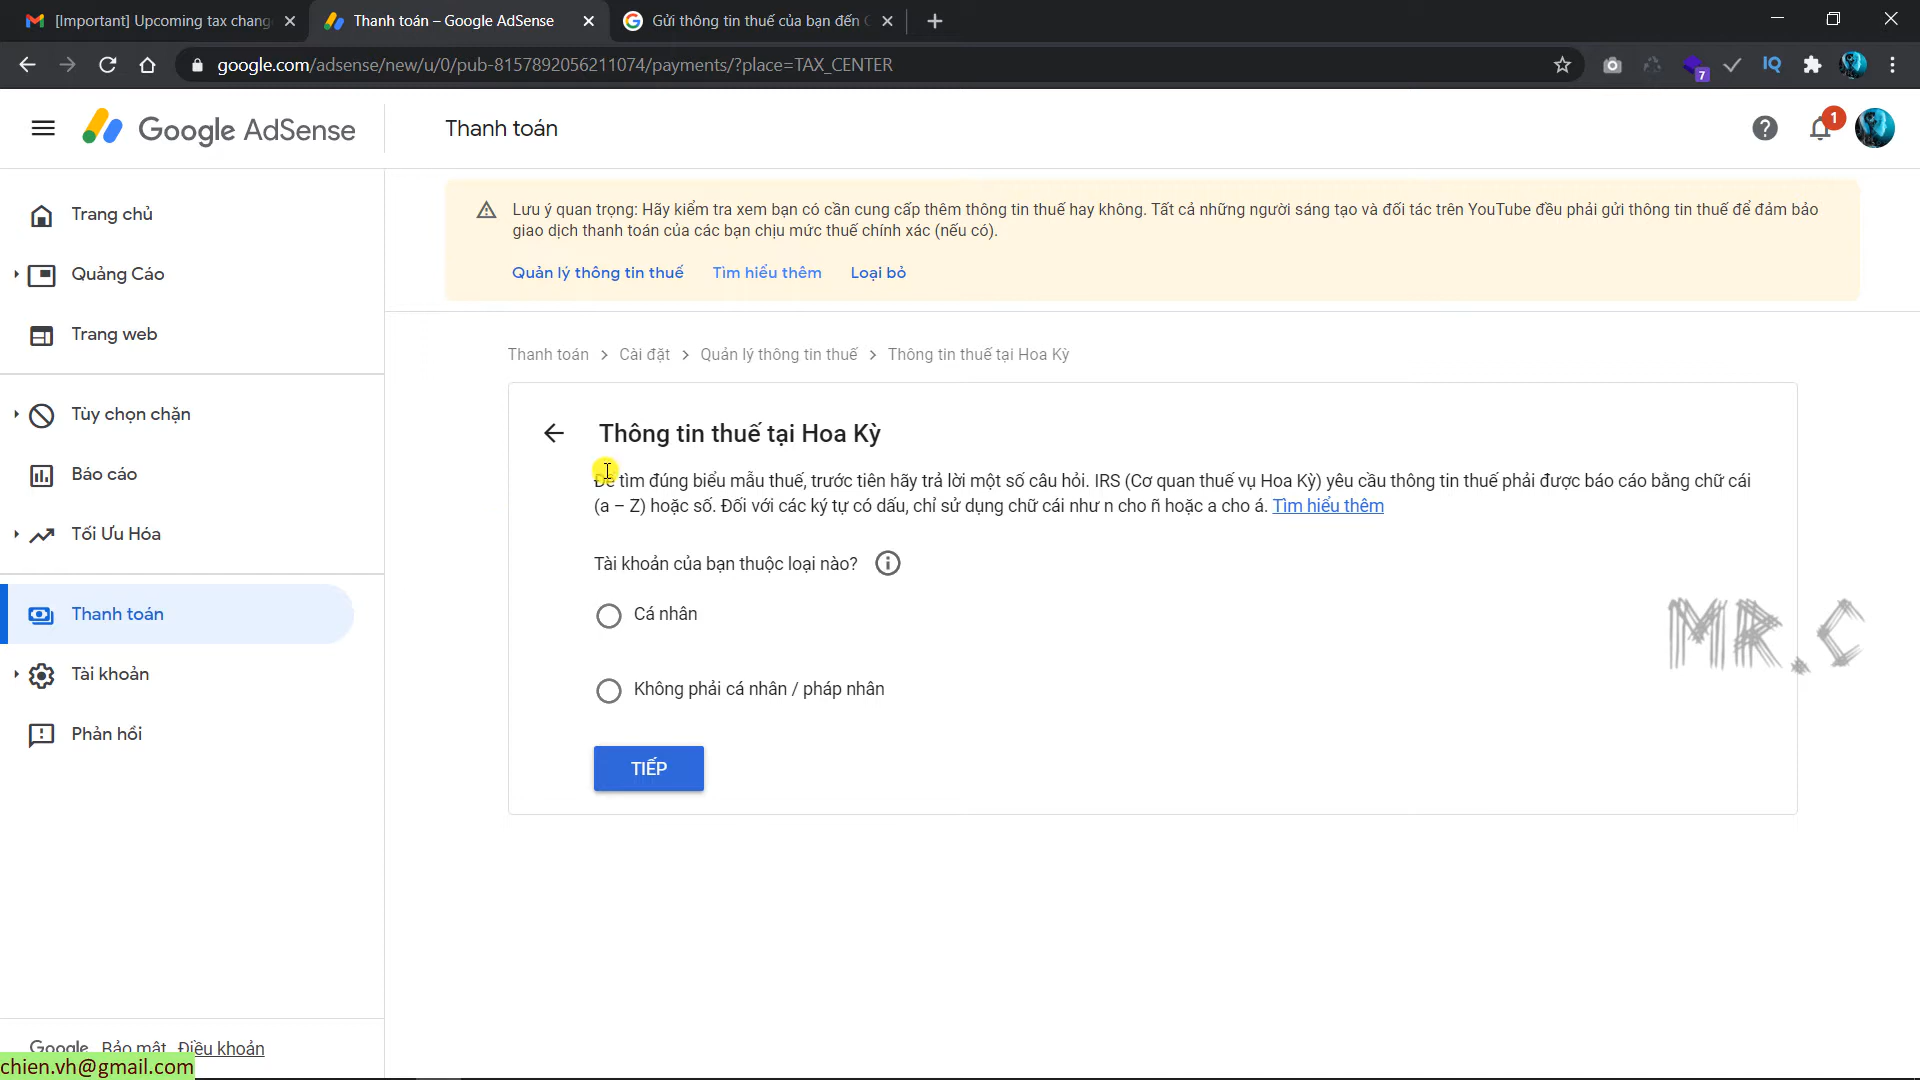 [Important] Upcoming tax chang
Thanh toán – Google AdSense
Gửi thông tin thuế của bạn đến G
google.com/adsense/new/u/0/pub-8157892056211074/payments/?place=TAX_CENTER
7
IQ
Google AdSense
Thanh toán
1
Trang chủ
Quảng Cáo
Trang web
Tùy chọn chặn
Báo cáo
Tối Ưu Hóa
Thanh toán
Tài khoản
Phản hồi
Lưu ý quan trọng: Hãy kiểm tra xem bạn có cần cung cấp thêm thông tin thuế hay không. Tất cả những người sáng tạo và đối tác trên YouTube đều phải gửi thông tin thuế để đảm bảo
giao dịch thanh toán của các bạn chịu mức thuế chính xác (nếu có).
Quản lý thông tin thuế Tìm hiểu thêm Loại bỏ
Thanh toán > Cài đặt > Quản lý thông tin thuế > Thông tin thuế tại Hoa Kỳ
Thông tin thuế tại Hoa Kỳ
Để tìm đúng biểu mẫu thuế, trước tiên hãy trả lời một số câu hỏi. IRS (Cơ quan thuế vụ Hoa Kỳ) yêu cầu thông tin thuế phải được báo cáo bằng chữ cái
(a – Z) hoặc số. Đối với các ký tự có dấu, chỉ sử dụng chữ cái như n cho ñ hoặc a cho á. Tìm hiểu thêm
Tài khoản của bạn thuộc loại nào?
Cá nhân
Không phải cá nhân / pháp nhân
TIẾP
MR.C
Google Bảo mật Điều khoản
chien.vh@gmail.com